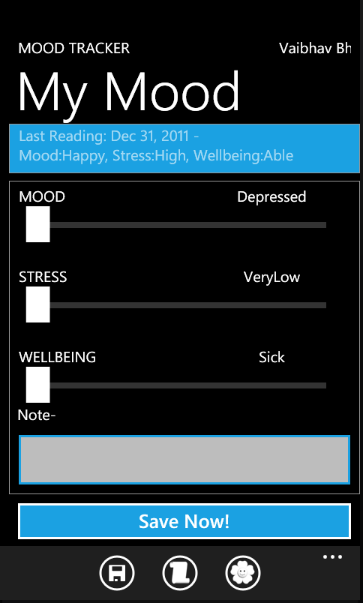 MOOD TRACKER Vaibhav Bh
My Mood
Last Reading: Dec 31, 2011 -
Mood:Happy, Stress:High, Wellbeing:Able
MOOD Depressed
STRESS VeryLow
WELLBEING Sick
Note-
Save Now!